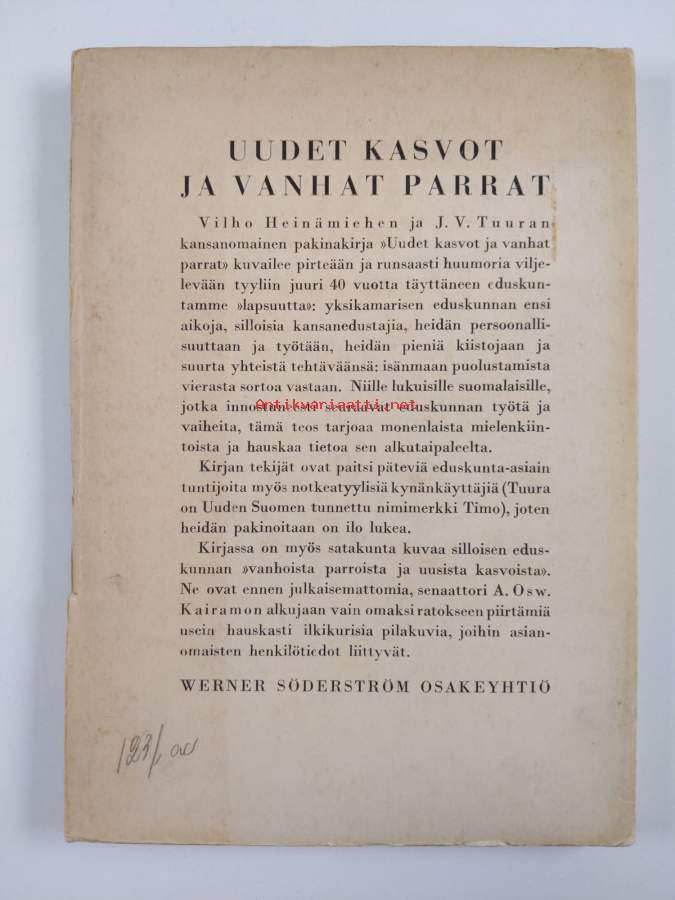 UUDET KASVOT
JA VANHAT PARRAT
Vilho Heinämiehen ja J. V. Tuuran
kansanomainen pakinakirja »Uudet kasvot ja vanhat
parrat» kuvailee pirteään ja runsaasti huumoria vilje-
levään tyyliin juuri 40 vuotta täyttäneen eduskun-
tamme »lapsuutta»: yksikamarisen eduskunnan ensi
aikoja, silloisia kansanedustajia, heidän persoonalli-
suuttaan ja työtään, heidän pieniä kiistojaan ja
suurta yhteistä tehtäväänsä: isänmaan puolustamista
vierasta sortoa vastaan. Niille lukuisille suomalaisille,
Antikvariaatti.net
jotka innostuneesti seuraavat eduskunnan työtä ja
vaiheita, tämä teos tarjoaa monenlaista mielenkiin-
toista ja hauskaa tietoa sen alkutaipaleelta.
Kirjan tekijät ovat paitsi päteviä eduskunta-asiain
tuntijoita myös notkeatyylisiä kynänkäyttäjiä (Tuura
on Uuden Suomen tunnettu nimimerkki Timo), joten
heidän pakinoitaan on ilo lukea.
Kirjassa on myös satakunta kuvaa silloisen edus-
kunnan »vanhoista parroista ja uusista kasvoista».
Ne ovat ennen julkaisemattomia, senaattori A. Osw.
Kairamon alkujaan vain omaksi ratokseen piirtämiä
usein hauskasti ilkikurisia pilakuvia, joihin asian-
omaisten henkilötiedot liittyvät.
WERNER SÖDERSTRÖM OSAKEYHTIÖ